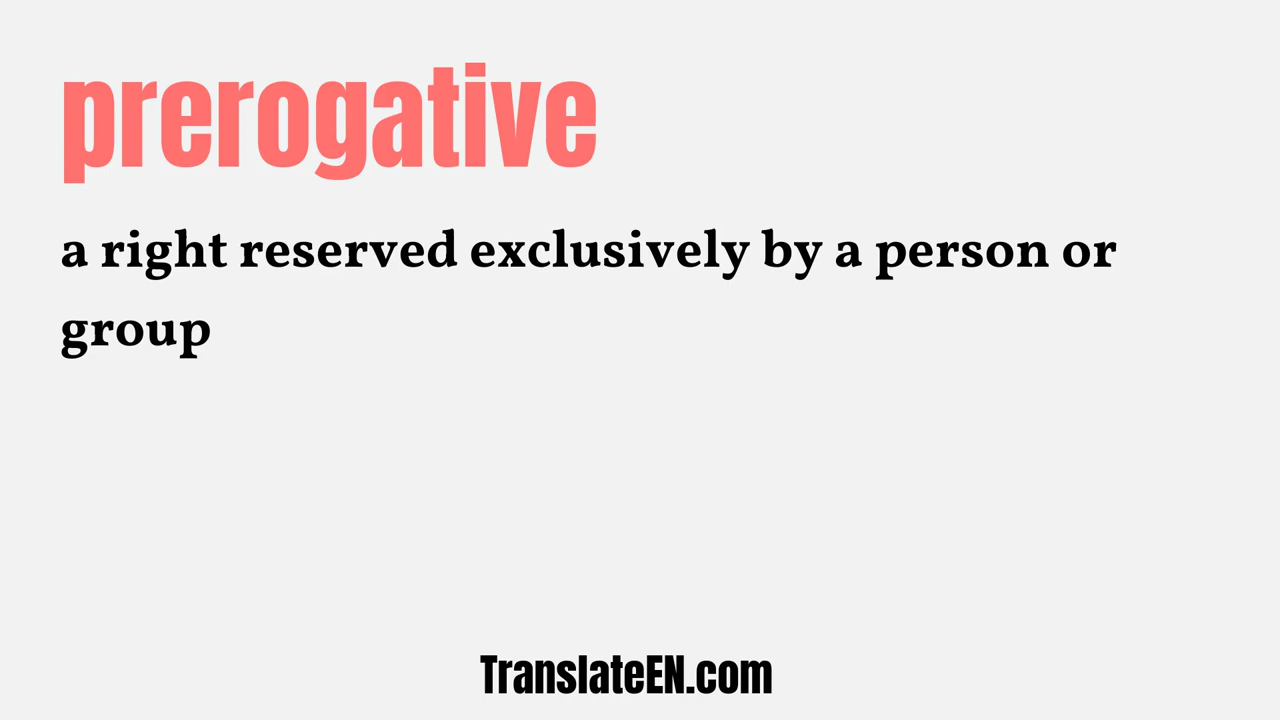 prerogative
a right reserved exclusively by a person or
group
TranslateEN.com